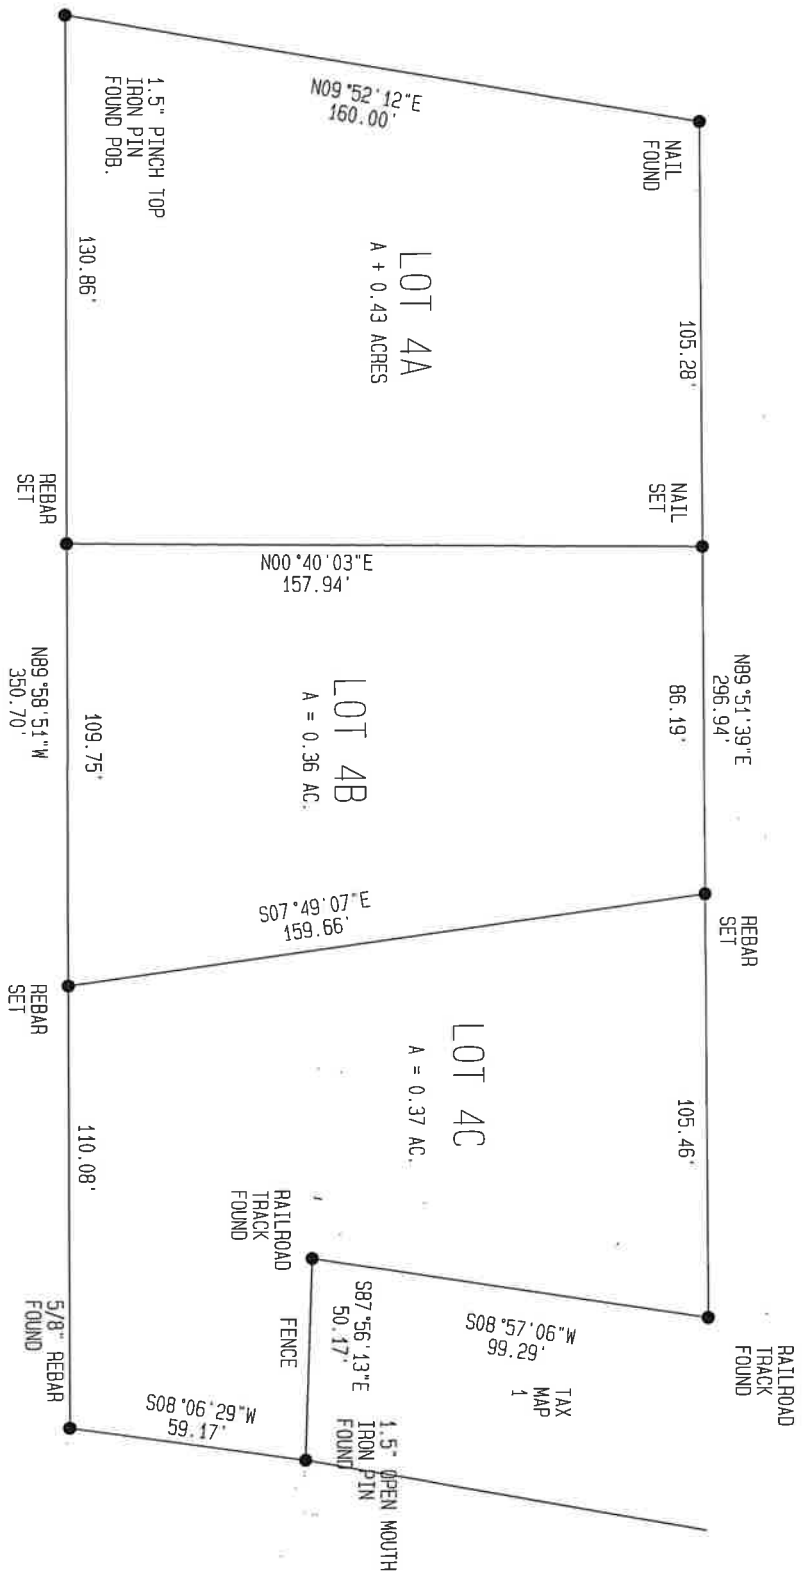 N09°52'12"E
160.00'
NAIL
FOUND
105.28'
NAIL
SET
N89°51'39"E
296.94'
86.19'
REBAR
SET
105.46'
RAILROAD
TRACK
FOUND
LOT 4A
A + 0.43 ACRES
N00°40'03"E
157.94'
LOT 4B
A = 0.36 AC.
S07°49'07"E
159.66'
LOT 4C
A = 0.37 AC.
S08°57'06"W
99.29'
TAX
MAP
1
RAILROAD
TRACK
FOUND
S87°56'13"E
50.17'
FENCE
1.5" OPEN MOUTH
IRON PIN
FOUND
S08°06'29"W
59.17'
1.5" PINCH TOP
IRON PIN
FOUND POB.
130.86'
REBAR
SET
109.75'
N89°58'51"W
350.70'
REBAR
SET
110.08'
5/8" REBAR
FOUND